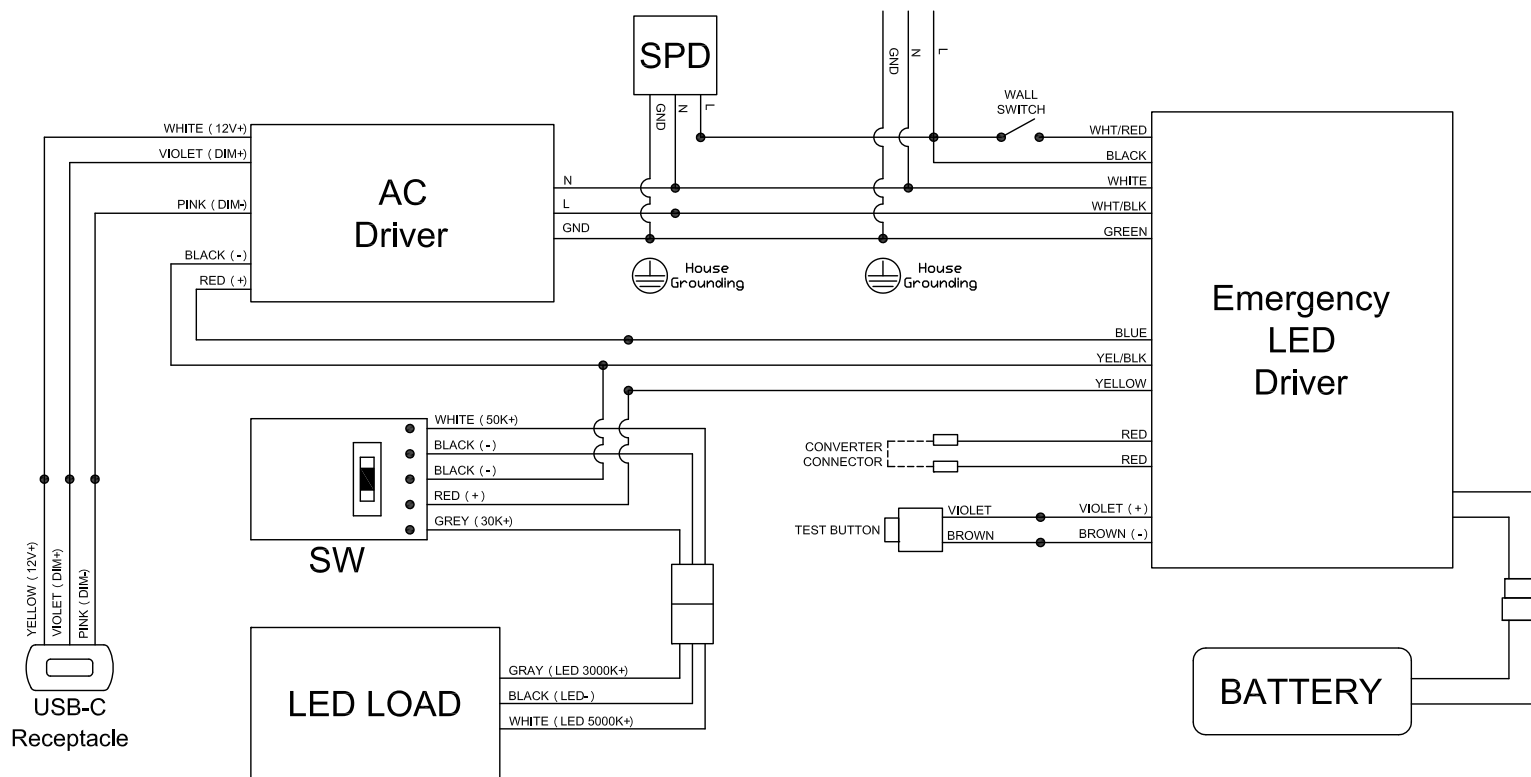 SPD
GND
N
L
GND
N
L
WALL
SWITCH
WHITE (12V+)
VIOLET (DIM+)
PINK (DIM-)
BLACK (-)
RED (+)
AC
Driver
N
L
GND
House
Grounding
House
Grounding
WHT/RED
BLACK
WHITE
WHT/BLK
GREEN
BLUE
YEL/BLK
YELLOW
RED
RED
VIOLET (+)
BROWN (-)
Emergency
LED
Driver
CONVERTER
CONNECTOR
TEST BUTTON
VIOLET
BROWN
WHITE (50K+)
BLACK (-)
BLACK (-)
RED (+)
GREY (30K+)
SW
YELLOW (12V+)
VIOLET (DIM+)
PINK (DIM-)
USB-C
Receptacle
LED LOAD
GRAY (LED 3000K+)
BLACK (LED-)
WHITE (LED 5000K+)
BATTERY